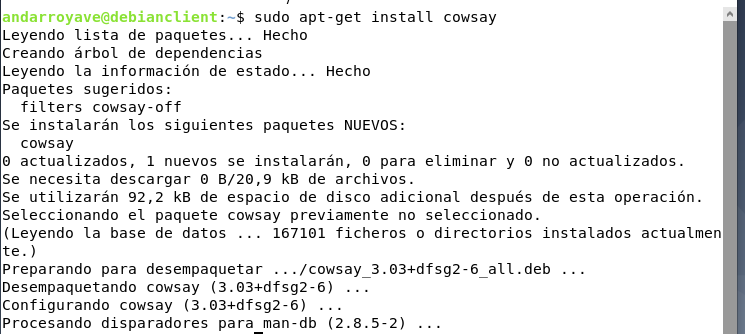 andarroyave@debianclient:~$ sudo apt-get install cowsay
Leyendo lista de paquetes... Hecho
Creando árbol de dependencias
Leyendo la información de estado... Hecho
Paquetes sugeridos:
  filters cowsay-off
Se instalarán los siguientes paquetes NUEVOS:
  cowsay
0 actualizados, 1 nuevos se instalarán, 0 para eliminar y 0 no actualizados.
Se necesita descargar 0 B/20,9 kB de archivos.
Se utilizarán 92,2 kB de espacio de disco adicional después de esta operación.
Seleccionando el paquete cowsay previamente no seleccionado.
(Leyendo la base de datos ... 167101 ficheros o directorios instalados actualmen
te.)
Preparando para desempaquetar .../cowsay_3.03+dfsg2-6_all.deb ...
Desempaquetando cowsay (3.03+dfsg2-6) ...
Configurando cowsay (3.03+dfsg2-6) ...
Procesando disparadores para man-db (2.8.5-2) ...